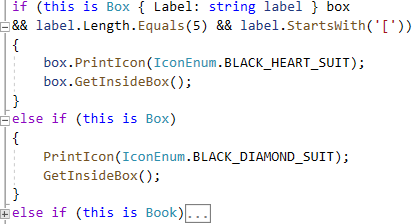 if (this is Box { Label: string label } box
&& label.Length.Equals(5) && label.StartsWith('['))
{
    box.PrintIcon(IconEnum.BLACK_HEART_SUIT);
    box.GetInsideBox();
}
else if (this is Box)
{
    PrintIcon(IconEnum.BLACK_DIAMOND_SUIT);
    GetInsideBox();
}
else if (this is Book)...